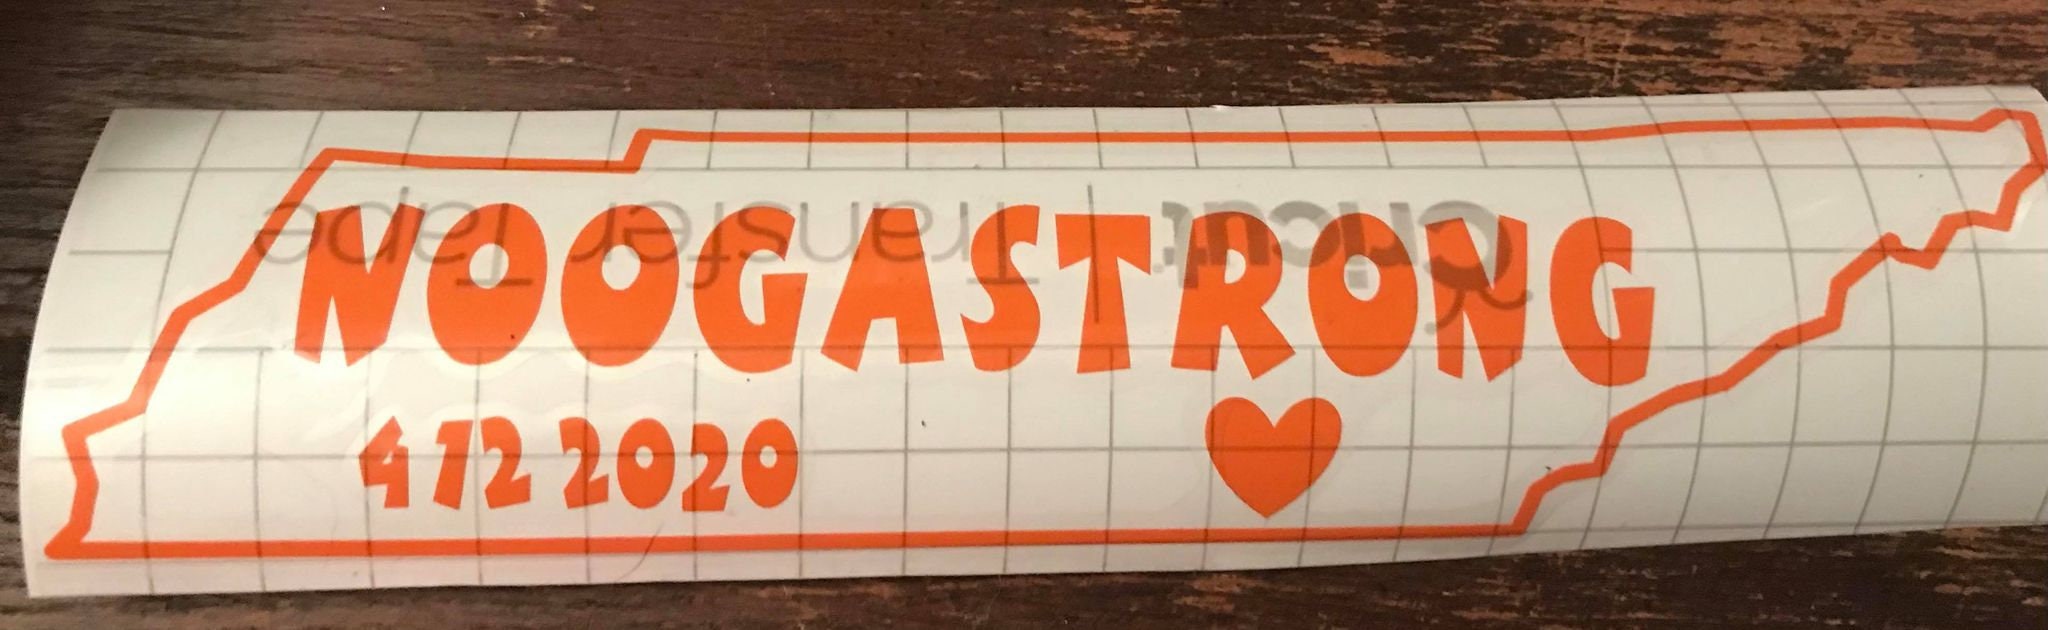 NOOGASTRONG
4 12 2020
cricut | Transfer Tape